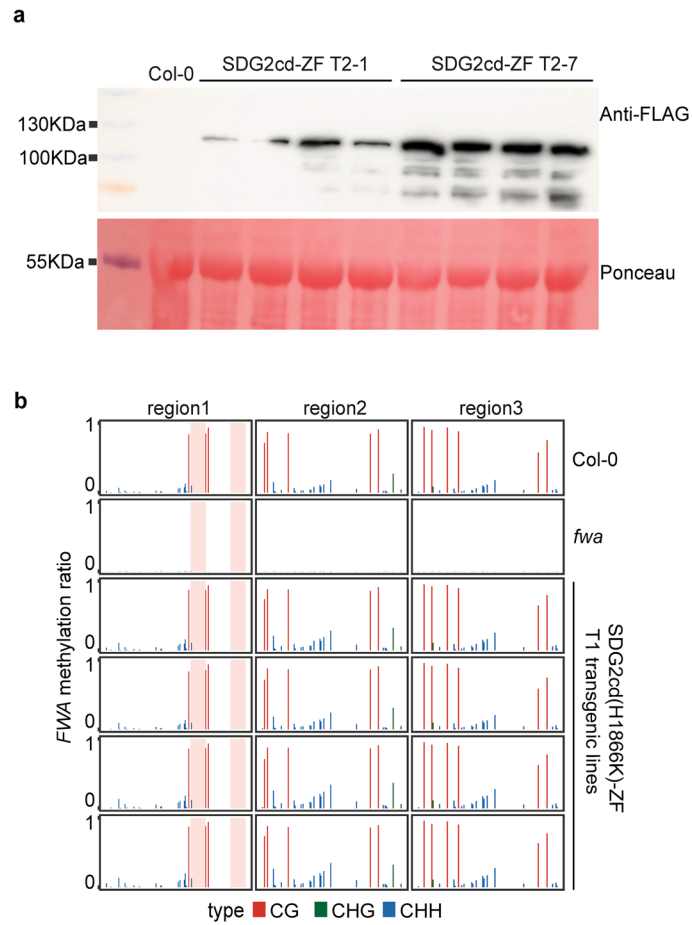 a
Col-0
SDG2cd-ZF T2-1
SDG2cd-ZF T2-7
130KDa
100KDa
Anti-FLAG
55KDa
Ponceau
b
region1
region2
region3
1
0
Col-0
1
0
fwa
1
0
1
0
1
0
1
0
FWA methylation ratio
SDG2cd(H1866K)-ZF
T1 transgenic lines
type CG CHG CHH